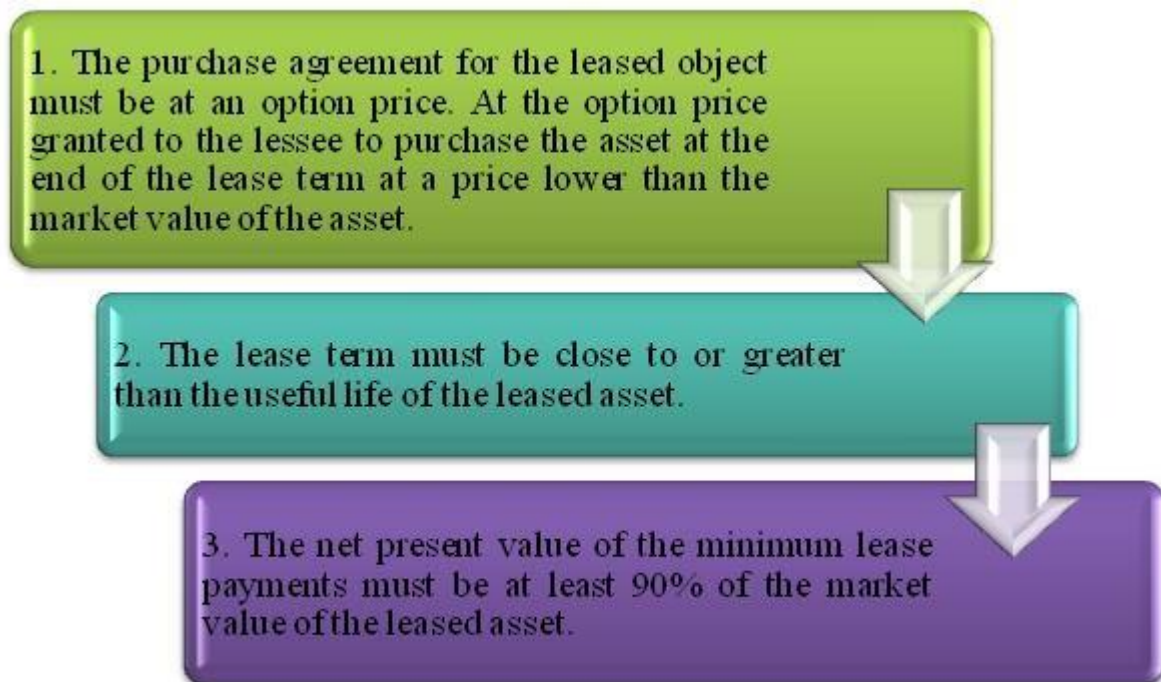 1. The purchase agreement for the leased object
must be at an option price. At the option price
granted to the lessee to purchase the asset at the
end of the lease term at a price lower than the
market value of the asset.
2. The lease term must be close to or greater
than the useful life of the leased asset.
3. The net present value of the minimum lease
payments must be at least 90% of the market
value of the leased asset.